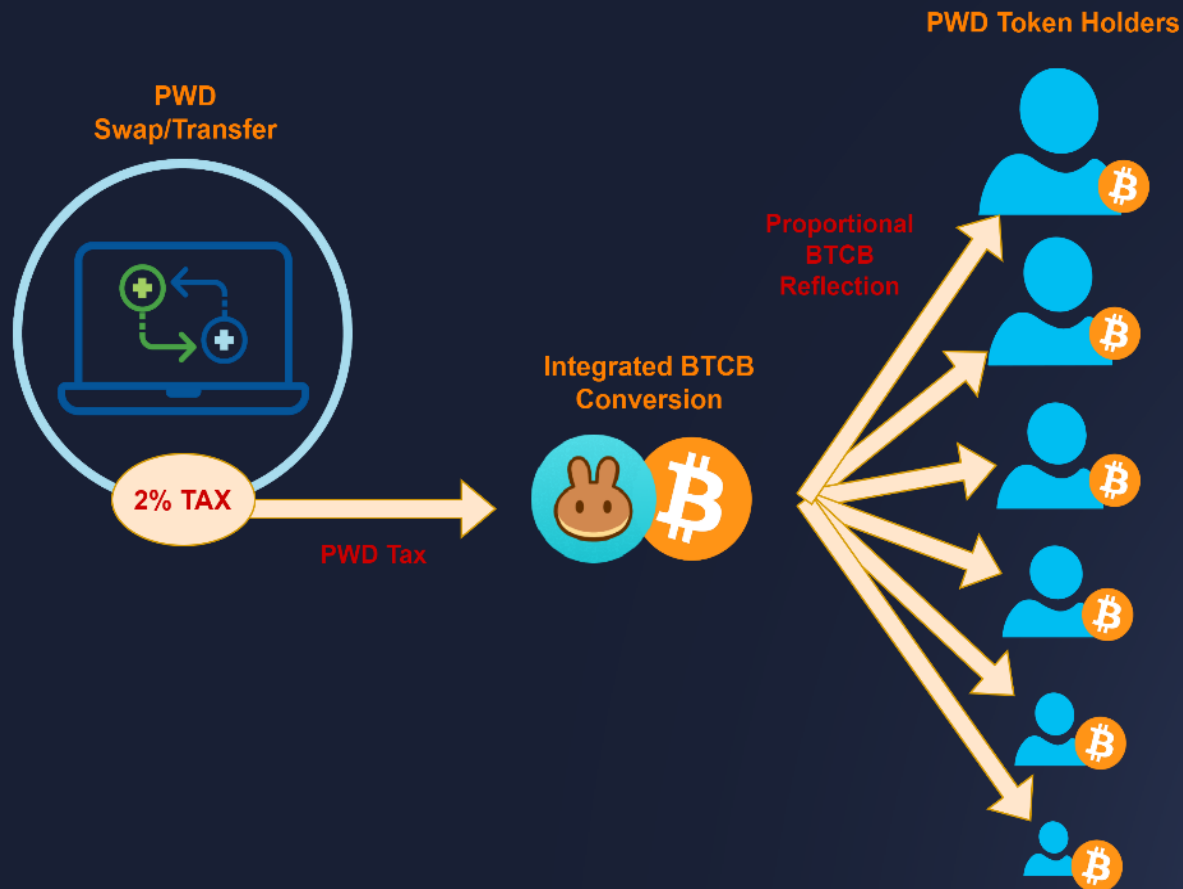 PWD Token Holders
PWD
Swap/Transfer
Proportional
BTCB
Reflection
Integrated BTCB
Conversion
2% TAX
PWD Tax